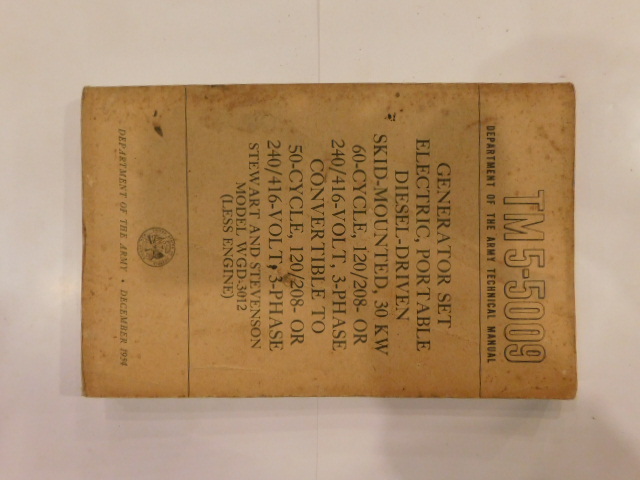 TM 5-5009
DEPARTMENT OF THE ARMY TECHNICAL MANUAL
GENERATOR SET
ELECTRIC, PORTABLE
DIESEL-DRIVEN
SKID-MOUNTED, 30 KW
60-CYCLE, 120/208- OR
240/416-VOLT, 3-PHASE
CONVERTIBLE TO
50-CYCLE, 120/208- OR
240/416-VOLT, 3-PHASE
STEWART AND STEVENSON
MODEL WGD-3012
(LESS ENGINE)
DEPARTMENT OF THE ARMY • DECEMBER 1954